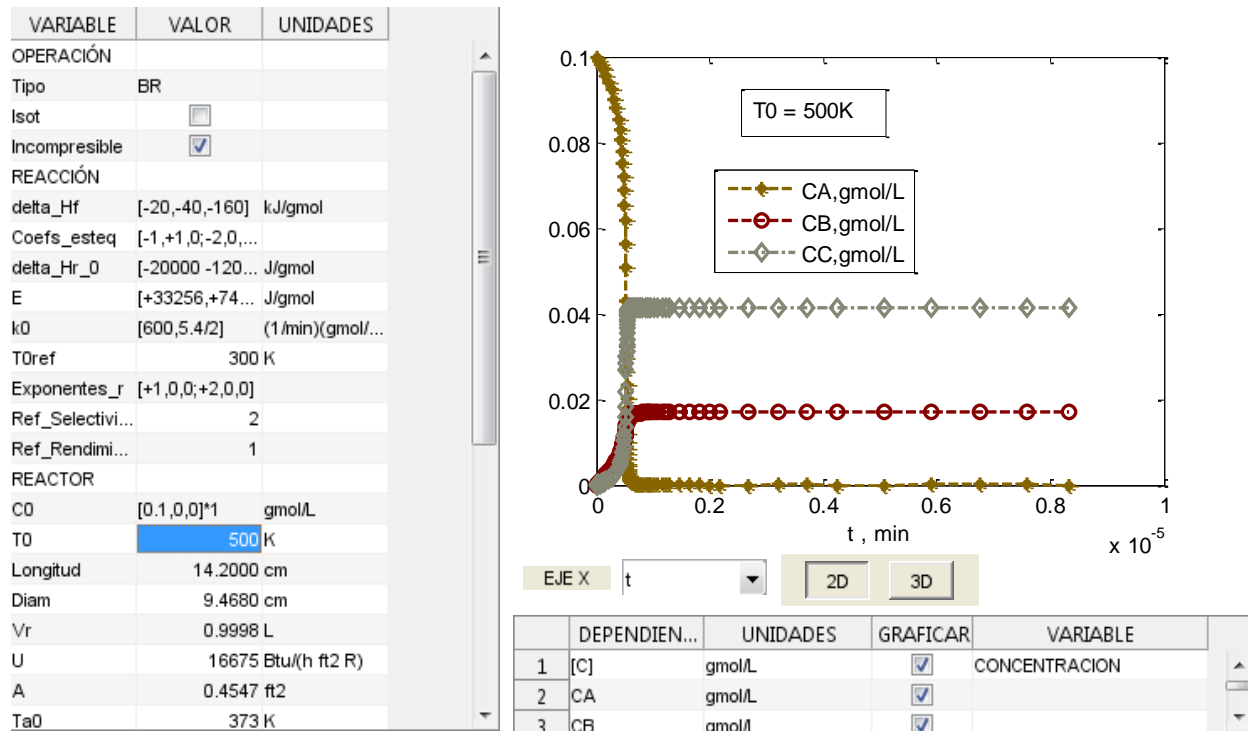 VARIABLE VALOR UNIDADES
OPERACIÓN
Tipo BR
Isot
Incompresible
REACCIÓN
delta_Hf [-20,-40,-160] kJ/gmol
Coefs_esteq [-1,+1,0;-2,0,...
delta_Hr_0 [-20000 -120... J/gmol
E [+33256,+74... J/gmol
k0 [600,5.4/2] (1/min)(gmol/...
T0ref 300 K
Exponentes_r [+1,0,0;+2,0,0]
Ref_Selectivi... 2
Ref_Rendimi... 1
REACTOR
C0 [0.1,0,0]*1 gmol/L
T0 500 K
Longitud 14.2000 cm
Diam 9.4680 cm
Vr 0.9998 L
U 16675 Btu/(h ft2 R)
A 0.4547 ft2
Ta0 373 K
0.1
0.08
0.06
0.04
0.02
0
T0 = 500K
CA,gmol/L
CB,gmol/L
CC,gmol/L
0 0.2 0.4 0.6 0.8 1
t , min
x 10-5
EJE X t 2D 3D
DEPENDIEN... UNIDADES GRAFICAR VARIABLE
1 [C] gmol/L CONCENTRACION
2 CA gmol/L
3 CB gmol/L